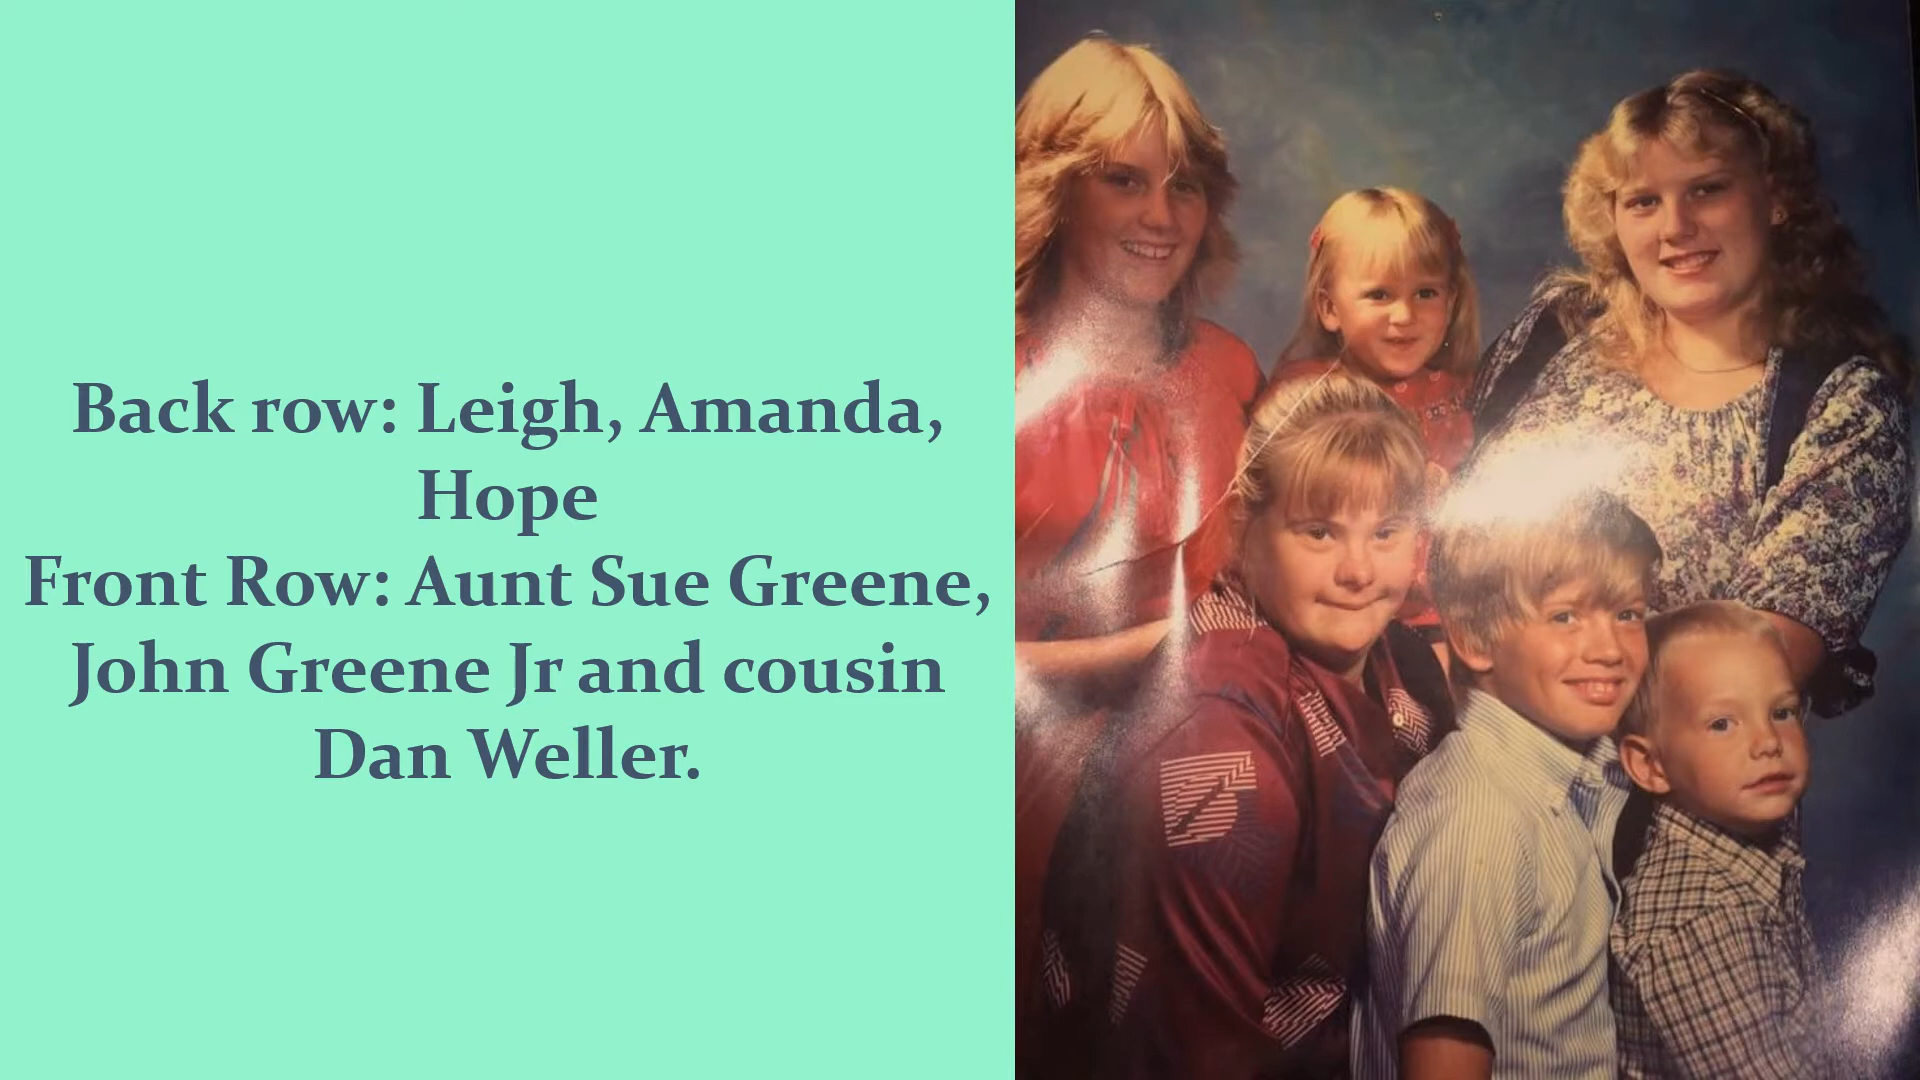 Back row: Leigh, Amanda,
Hope
Front Row: Aunt Sue Greene,
John Greene Jr and cousin
Dan Weller.